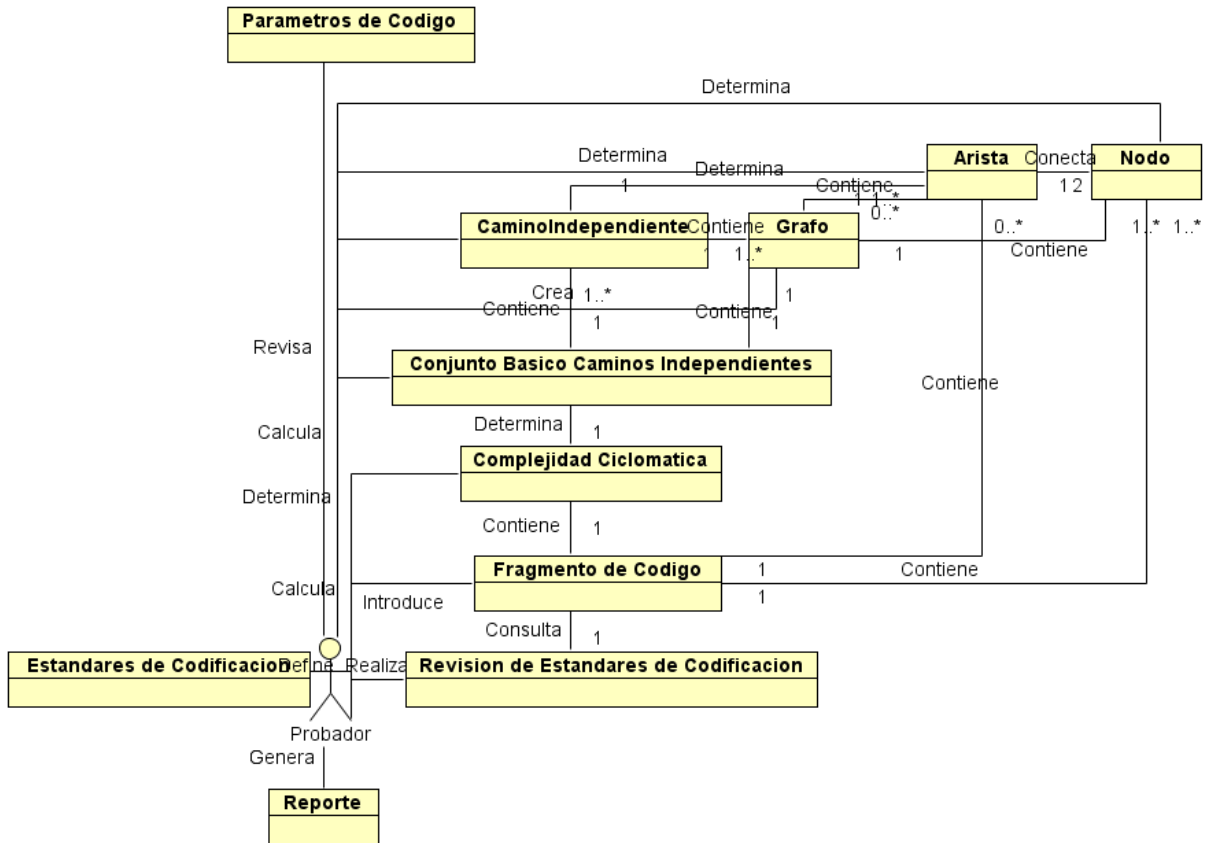 Parametros de Codigo
Determina
Determina
Determina
Arista
Conecta
Nodo
1
Contiene
1
1..*
1 2
0..*
CaminoIndependiente
Contiene
Grafo
0..*
1..*
1..*
1
1..*
1
Contiene
Crea
1..*
1
Contiene
1
Contiene
1
Revisa
Conjunto Basico Caminos Independientes
Contiene
Calcula
Determina
1
Complejidad Ciclomatica
Determina
Contiene
1
Fragmento de Codigo
1
Contiene
Calcula
Introduce
1
Consulta
1
Estandares de Codificacion
Define
Realiza
Revision de Estandares de Codificacion
Probador
Genera
Reporte